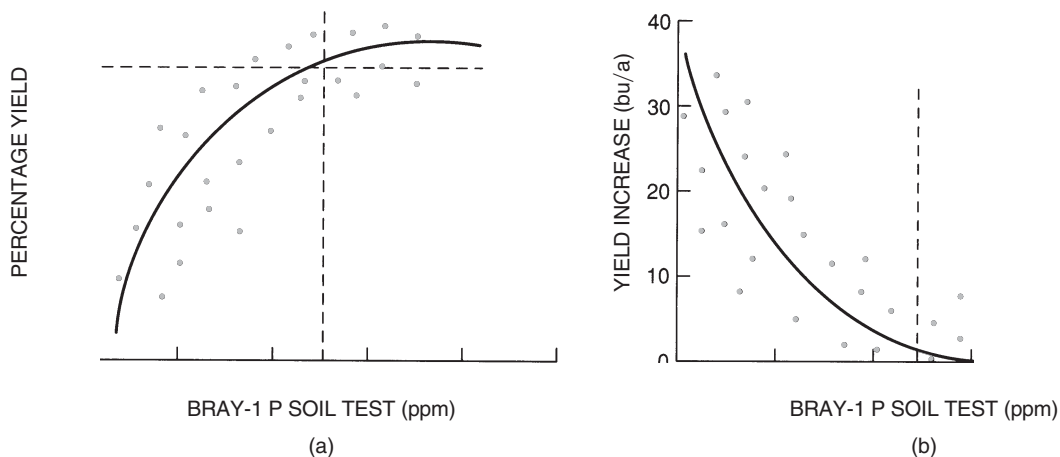 PERCENTAGE YIELD
BRAY-1 P SOIL TEST (ppm)
(a)
YIELD INCREASE (bu/a)
40
30
20
10
0
BRAY-1 P SOIL TEST (ppm)
(b)